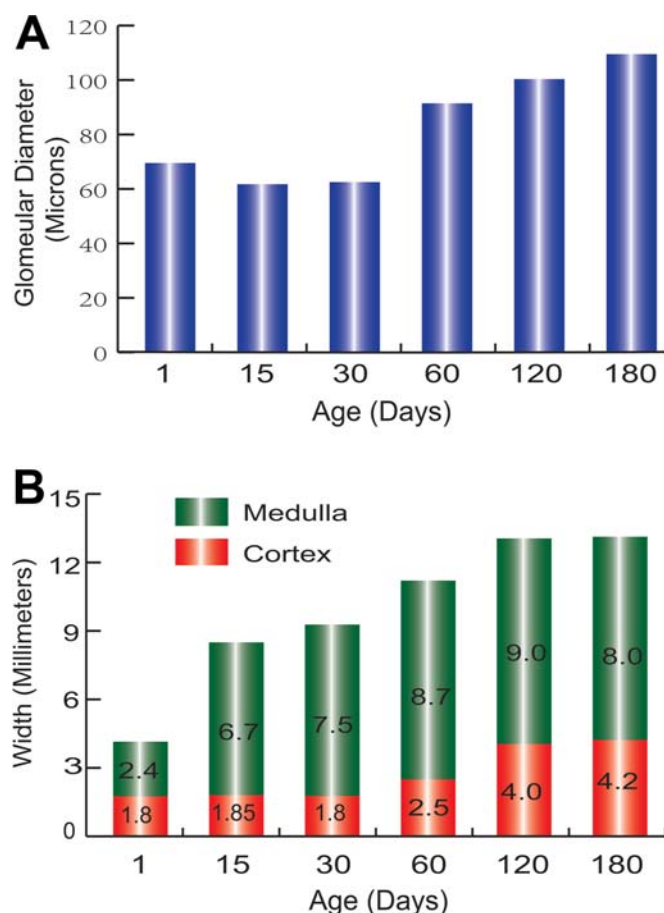 A
Glomeular Diameter
(Microns)
120
100
80
60
40
20
0
1 15 30 60 120 180
Age (Days)
B
Width (Millimeters)
15
12
9
6
3
0
Medulla
Cortex
2.4 6.7 7.5 8.7 9.0 8.0
1.8 1.85 1.8 2.5 4.0 4.2
1 15 30 60 120 180
Age (Days)